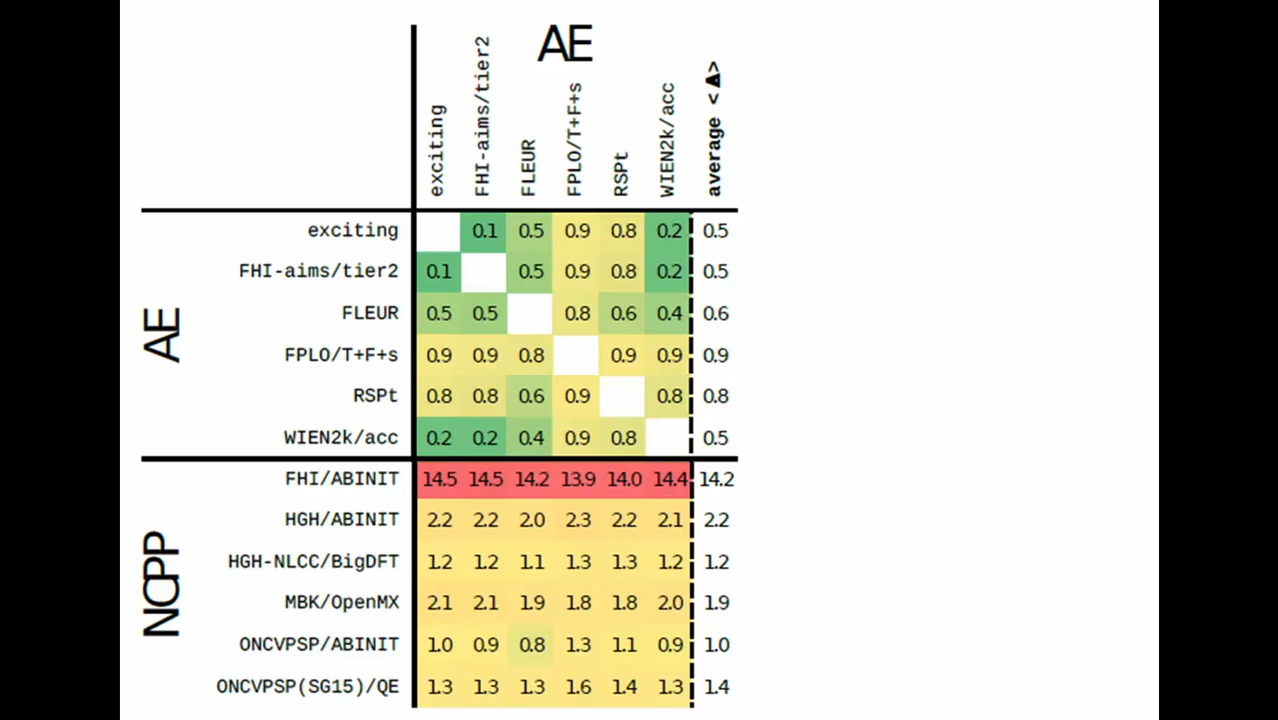 AE
exciting FHI-aims/tier2 FLEUR FPLO/T+F+s RSPt WIEN2k/acc average <Δ>
AE
exciting 0.1 0.5 0.9 0.8 0.2 0.5
FHI-aims/tier2 0.1 0.5 0.9 0.8 0.2 0.5
FLEUR 0.5 0.5 0.8 0.6 0.4 0.6
FPLO/T+F+s 0.9 0.9 0.8 0.9 0.9 0.9
RSPt 0.8 0.8 0.6 0.9 0.8 0.8
WIEN2k/acc 0.2 0.2 0.4 0.9 0.8 0.5
NCPP
FHI/ABINIT 14.5 14.5 14.2 13.9 14.0 14.4 14.2
HGH/ABINIT 2.2 2.2 2.0 2.3 2.2 2.1 2.2
HGH-NLCC/BigDFT 1.2 1.2 1.1 1.3 1.3 1.2 1.2
MBK/OpenMX 2.1 2.1 1.9 1.8 1.8 2.0 1.9
ONCVPSP/ABINIT 1.0 0.9 0.8 1.3 1.1 0.9 1.0
ONCVPSP(SG15)/QE 1.3 1.3 1.3 1.6 1.4 1.3 1.4